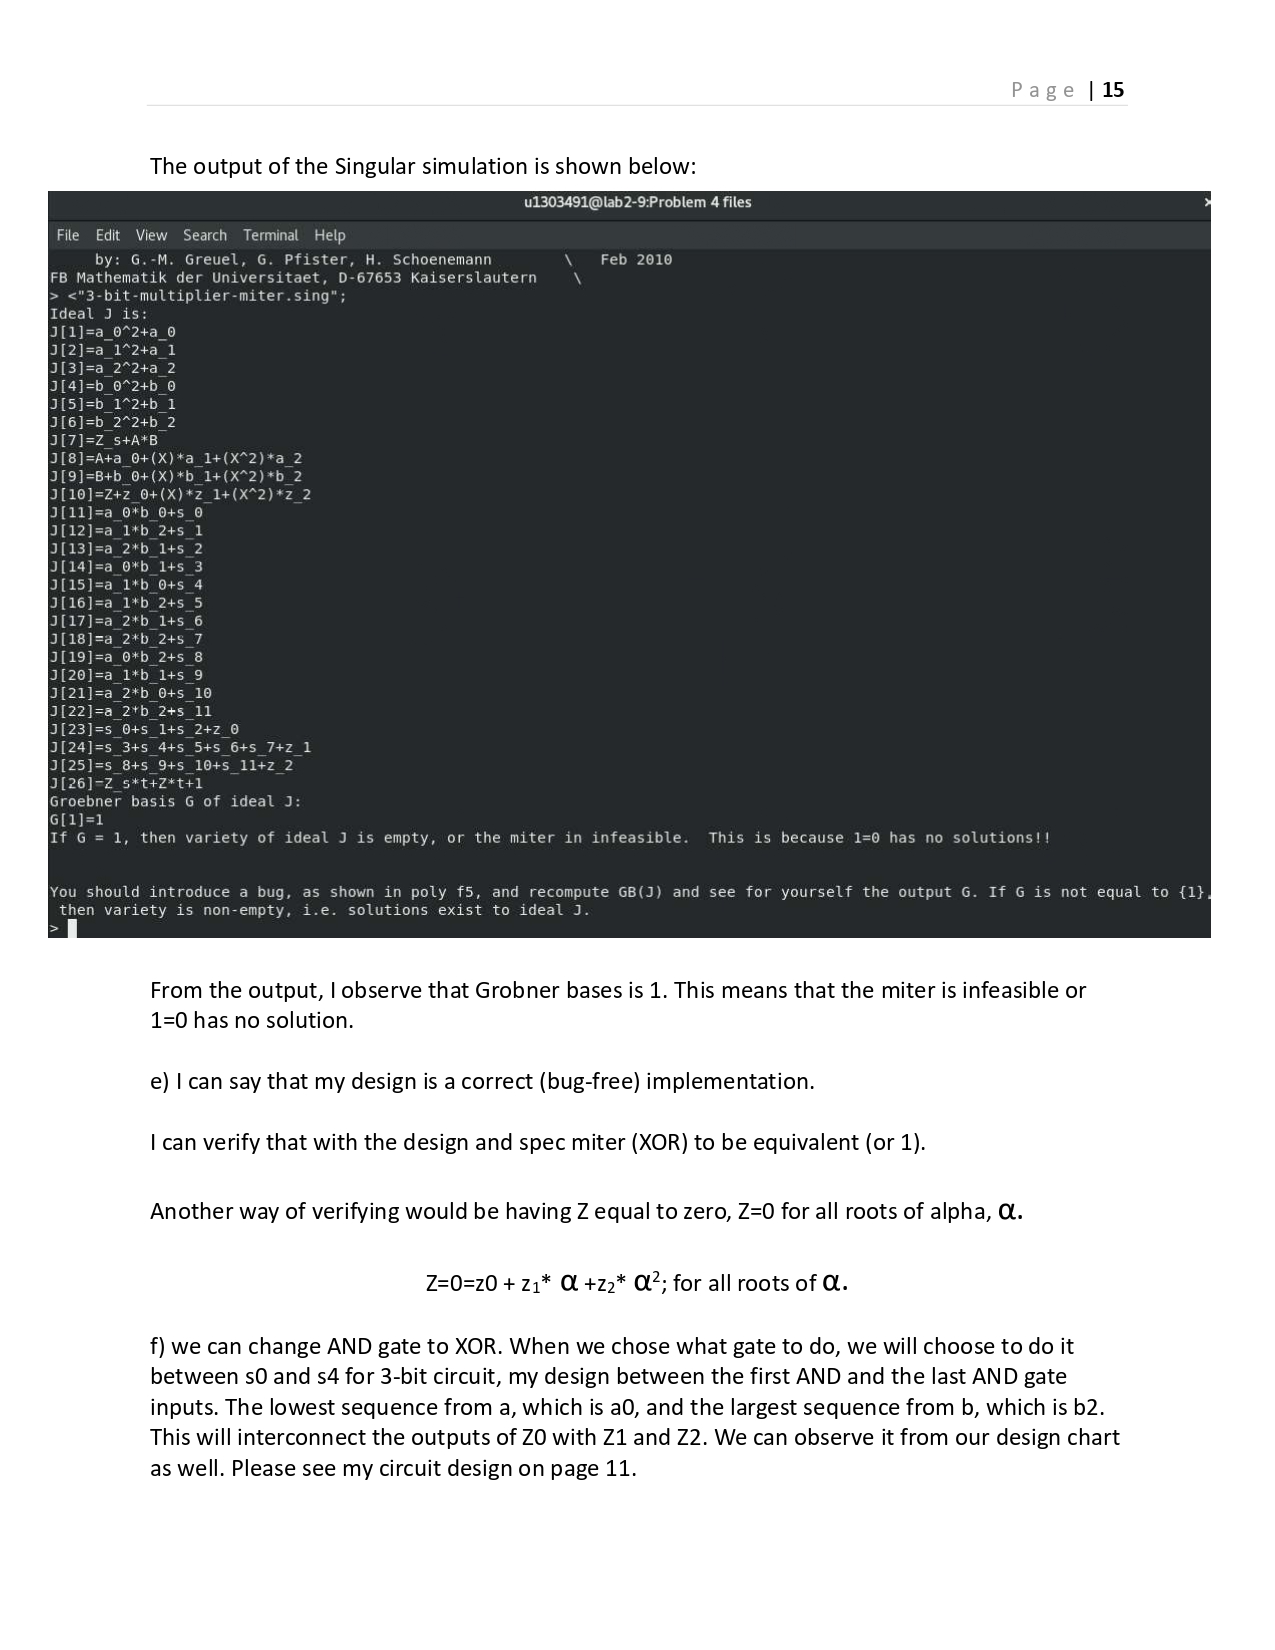 Page | 15
The output of the Singular simulation is shown below:
u1303491@lab2-9:Problem 4 files ×
File Edit View Search Terminal Help
by: G.-M. Greuel, G. Pfister, H. Schoenemann \ Feb 2010
FB Mathematik der Universitaet, D-67653 Kaiserslautern \
> <"3-bit-multiplier-miter.sing";
Ideal J is:
J[1]=a_0^2+a_0
J[2]=a_1^2+a_1
J[3]=a_2^2+a_2
J[4]=b_0^2+b_0
J[5]=b_1^2+b_1
J[6]=b_2^2+b_2
J[7]=Z_s+A*B
J[8]=A+a_0+(X)*a_1+(X^2)*a_2
J[9]=B+b_0+(X)*b_1+(X^2)*b_2
J[10]=Z+z_0+(X)*z_1+(X^2)*z_2
J[11]=a_0*b_0+s_0
J[12]=a_1*b_2+s_1
J[13]=a_2*b_1+s_2
J[14]=a_0*b_1+s_3
J[15]=a_1*b_0+s_4
J[16]=a_1*b_2+s_5
J[17]=a_2*b_1+s_6
J[18]=a_2*b_2+s_7
J[19]=a_0*b_2+s_8
J[20]=a_1*b_1+s_9
J[21]=a_2*b_0+s_10
J[22]=a_2*b_2+s_11
J[23]=s_0+s_1+s_2+z_0
J[24]=s_3+s_4+s_5+s_6+s_7+z_1
J[25]=s_8+s_9+s_10+s_11+z_2
J[26]=Z_s*t+Z*t+1
Groebner basis G of ideal J:
G[1]=1
If G = 1, then variety of ideal J is empty, or the miter in infeasible. This is because 1=0 has no solutions!!
You should introduce a bug, as shown in poly f5, and recompute GB(J) and see for yourself the output G. If G is not equal to {1},
then variety is non-empty, i.e. solutions exist to ideal J.
>
From the output, I observe that Grobner bases is 1. This means that the miter is infeasible or
1=0 has no solution.
e) I can say that my design is a correct (bug-free) implementation.
I can verify that with the design and spec miter (XOR) to be equivalent (or 1).
Another way of verifying would be having Z equal to zero, Z=0 for all roots of alpha, α.
Z=0=z0 + z₁* α +z₂* α²; for all roots of α.
f) we can change AND gate to XOR. When we chose what gate to do, we will choose to do it
between s0 and s4 for 3-bit circuit, my design between the first AND and the last AND gate
inputs. The lowest sequence from a, which is a0, and the largest sequence from b, which is b2.
This will interconnect the outputs of Z0 with Z1 and Z2. We can observe it from our design chart
as well. Please see my circuit design on page 11.